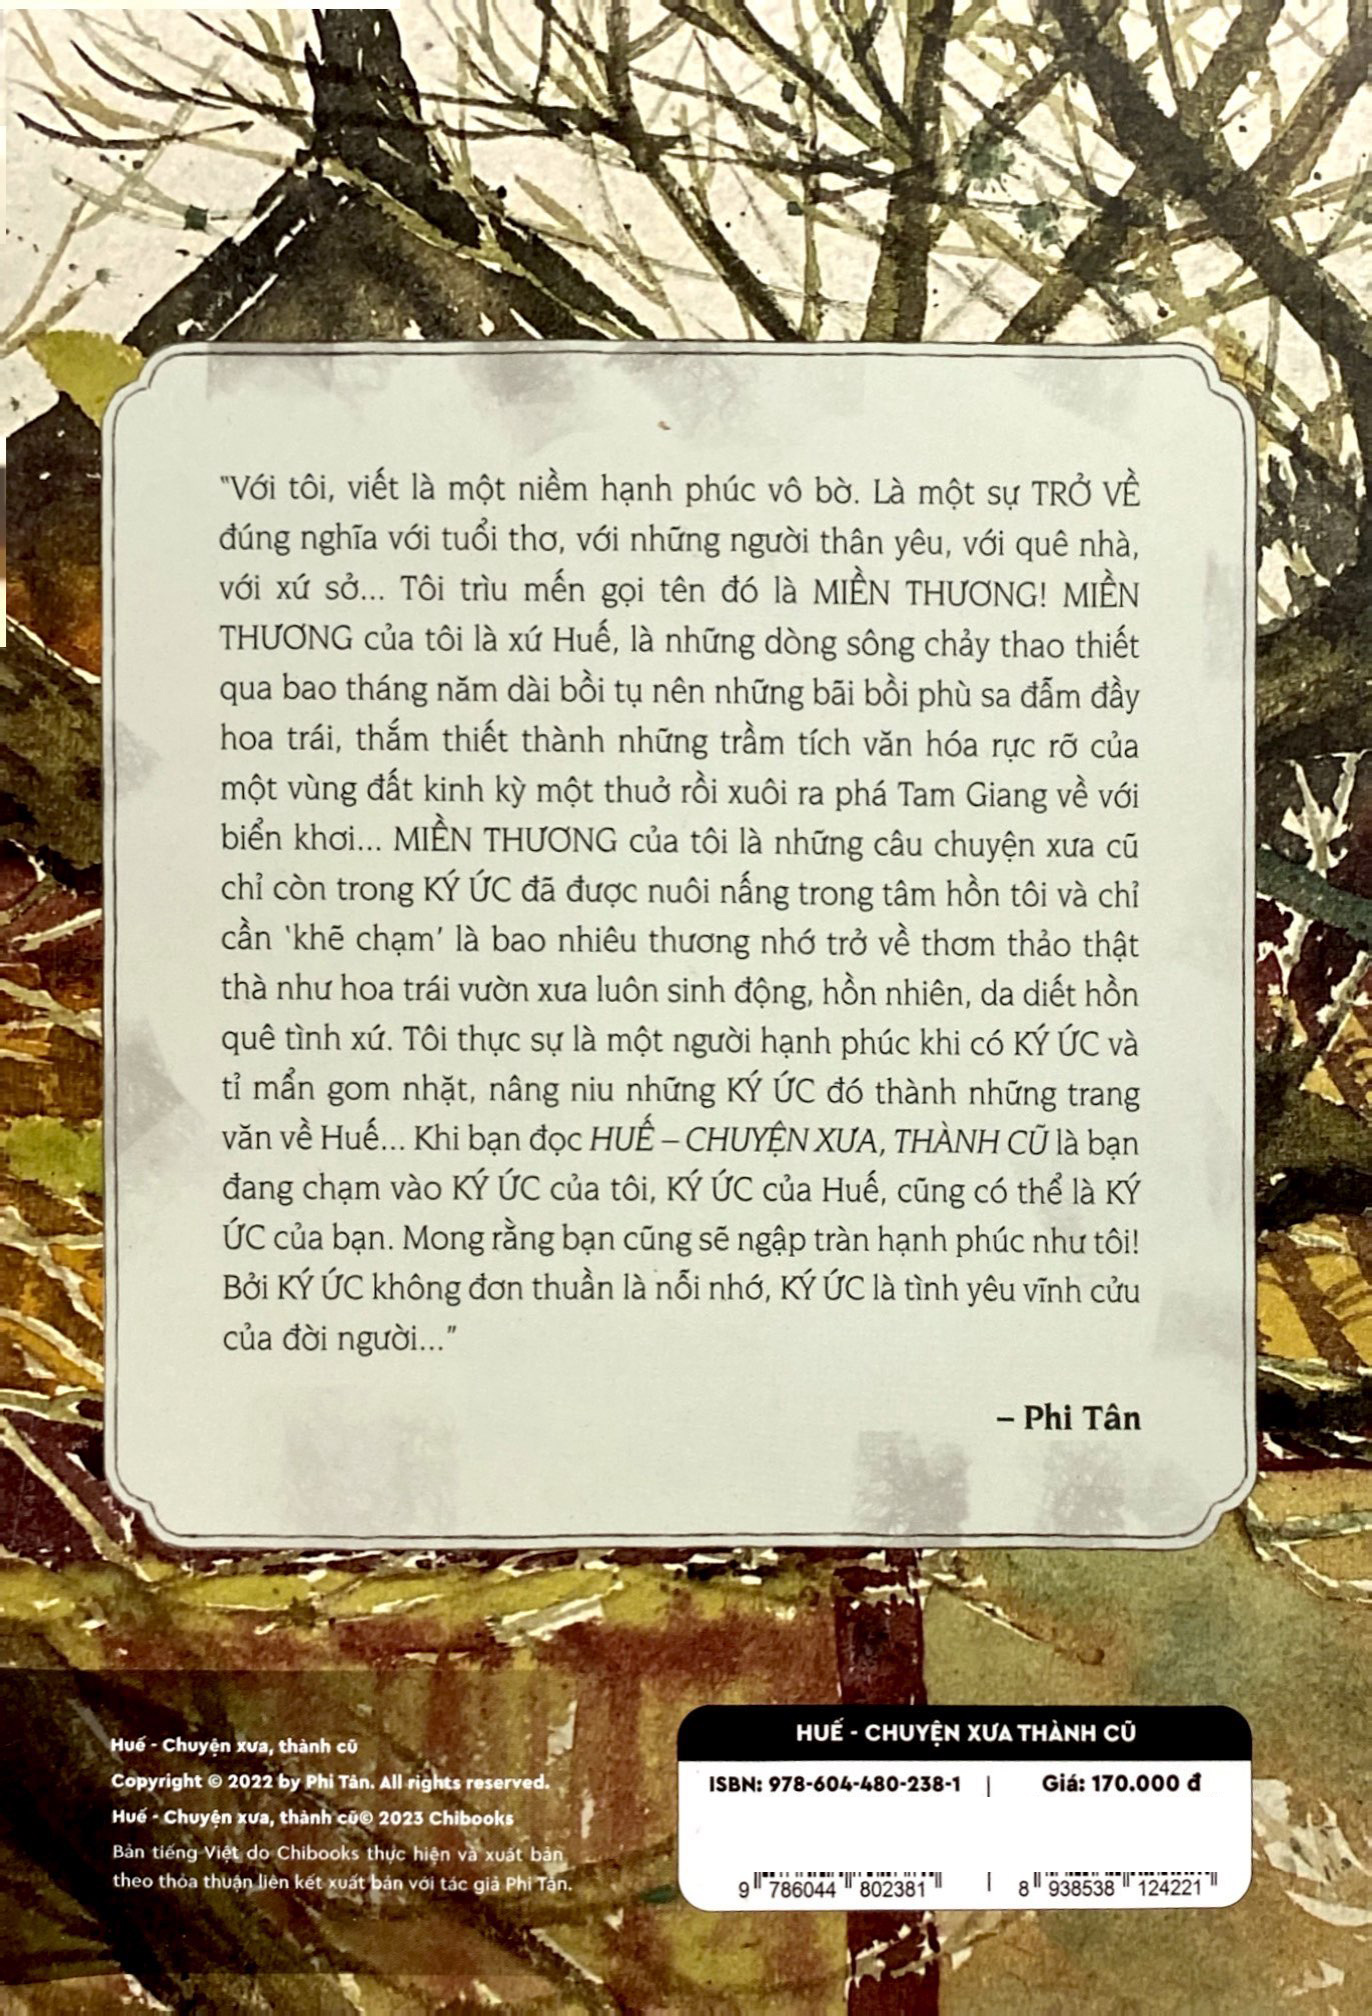 “Với tôi, viết là một niềm hạnh phúc vô bờ. Là một sự TRỞ VỀ
đúng nghĩa với tuổi thơ, với những người thân yêu, với quê nhà,
với xứ sở... Tôi trìu mến gọi tên đó là MIỀN THƯƠNG! MIỀN
THƯƠNG của tôi là xứ Huế, là những dòng sông chảy thao thiết
qua bao tháng năm dài bồi tụ nên những bãi bồi phù sa đẫm đầy
hoa trái, thắm thiết thành những trầm tích văn hóa rực rỡ của
một vùng đất kinh kỳ một thuở rồi xuôi ra phá Tam Giang về với
biển khơi... MIỀN THƯƠNG của tôi là những câu chuyện xưa cũ
chỉ còn trong KÝ ỨC đã được nuôi nấng trong tâm hồn tôi và chỉ
cần ‘khẽ chạm’ là bao nhiêu thương nhớ trở về thơm thảo thật
thà như hoa trái vườn xưa luôn sinh động, hồn nhiên, da diết hồn
quê tình xứ. Tôi thực sự là một người hạnh phúc khi có KÝ ỨC và
tỉ mẩn gom nhặt, nâng niu những KÝ ỨC đó thành những trang
văn về Huế... Khi bạn đọc HUẾ – CHUYỆN XƯA, THÀNH CŨ là bạn
đang chạm vào KÝ ỨC của tôi, KÝ ỨC của Huế, cũng có thể là KÝ
ỨC của bạn. Mong rằng bạn cũng sẽ ngập tràn hạnh phúc như tôi!
Bởi KÝ ỨC không đơn thuần là nỗi nhớ, KÝ ỨC là tình yêu vĩnh cửu
của đời người...”
– Phi Tân
Huế - Chuyện xưa, thành cũ
Copyright © 2022 by Phi Tân. All rights reserved.
Huế - Chuyện xưa, thành cũ© 2023 Chibooks
Bản tiếng Việt do Chibooks thực hiện và xuất bản
theo thỏa thuận liên kết xuất bản với tác giả Phi Tân.
HUẾ - CHUYỆN XƯA THÀNH CŨ
ISBN: 978-604-480-238-1 | Giá: 170.000 đ
9 786044 802381 | 8 938538 124221